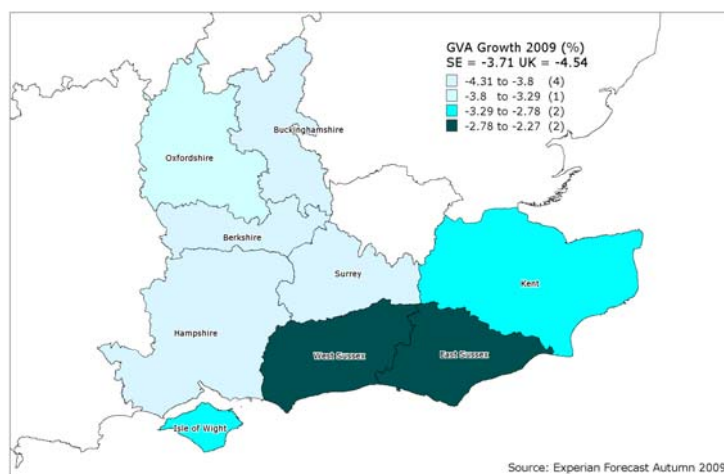 GVA Growth 2009 (%)
SE = -3.71 UK = -4.54
-4.31 to -3.8 (4)
-3.8 to -3.29 (1)
-3.29 to -2.78 (2)
-2.78 to -2.27 (2)
Buckinghamshire
Oxfordshire
Berkshire
Surrey
Kent
Hampshire
West Sussex
East Sussex
Isle of Wight
Source: Experian Forecast Autumn 2009